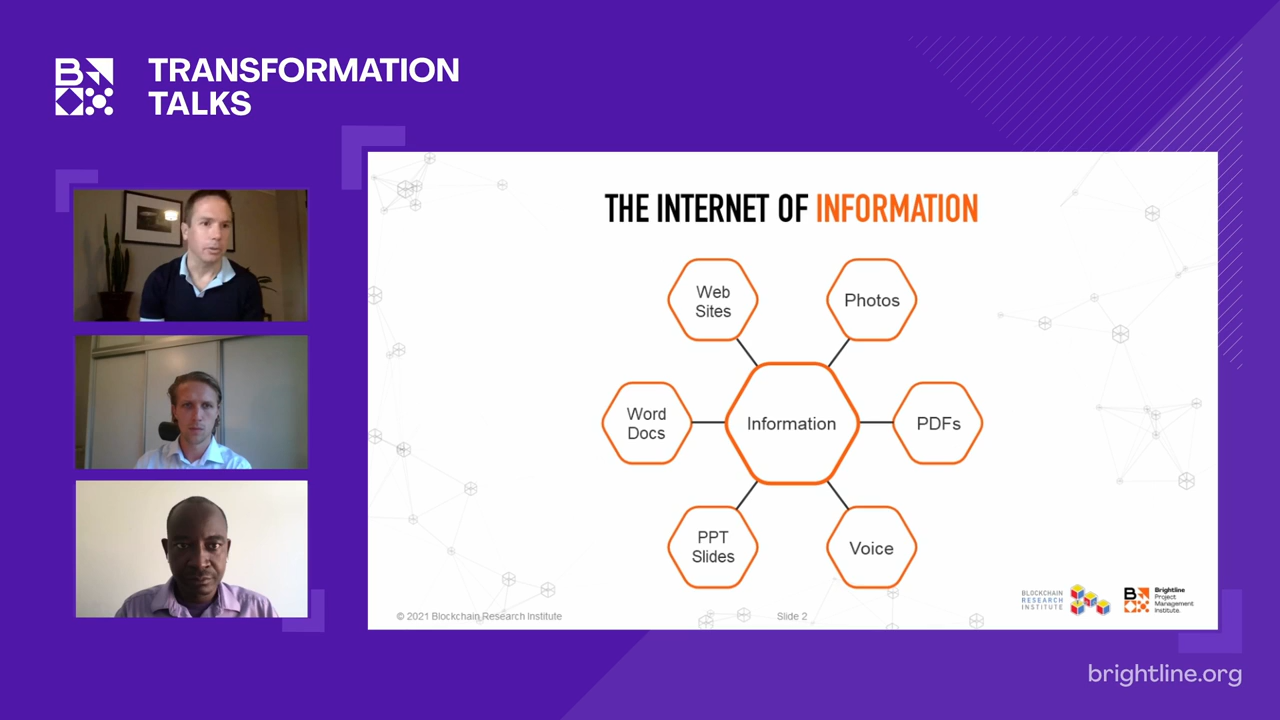 TRANSFORMATION
TALKS
THE INTERNET OF INFORMATION
Web
Sites
Photos
Word
Docs
Information
PDFs
PPT
Slides
Voice
© 2021 Blockchain Research Institute
Slide 2
BLOCKCHAIN
RESEARCH
INSTITUTE
B
Brightline
Project
Management
Institute.
brightline.org